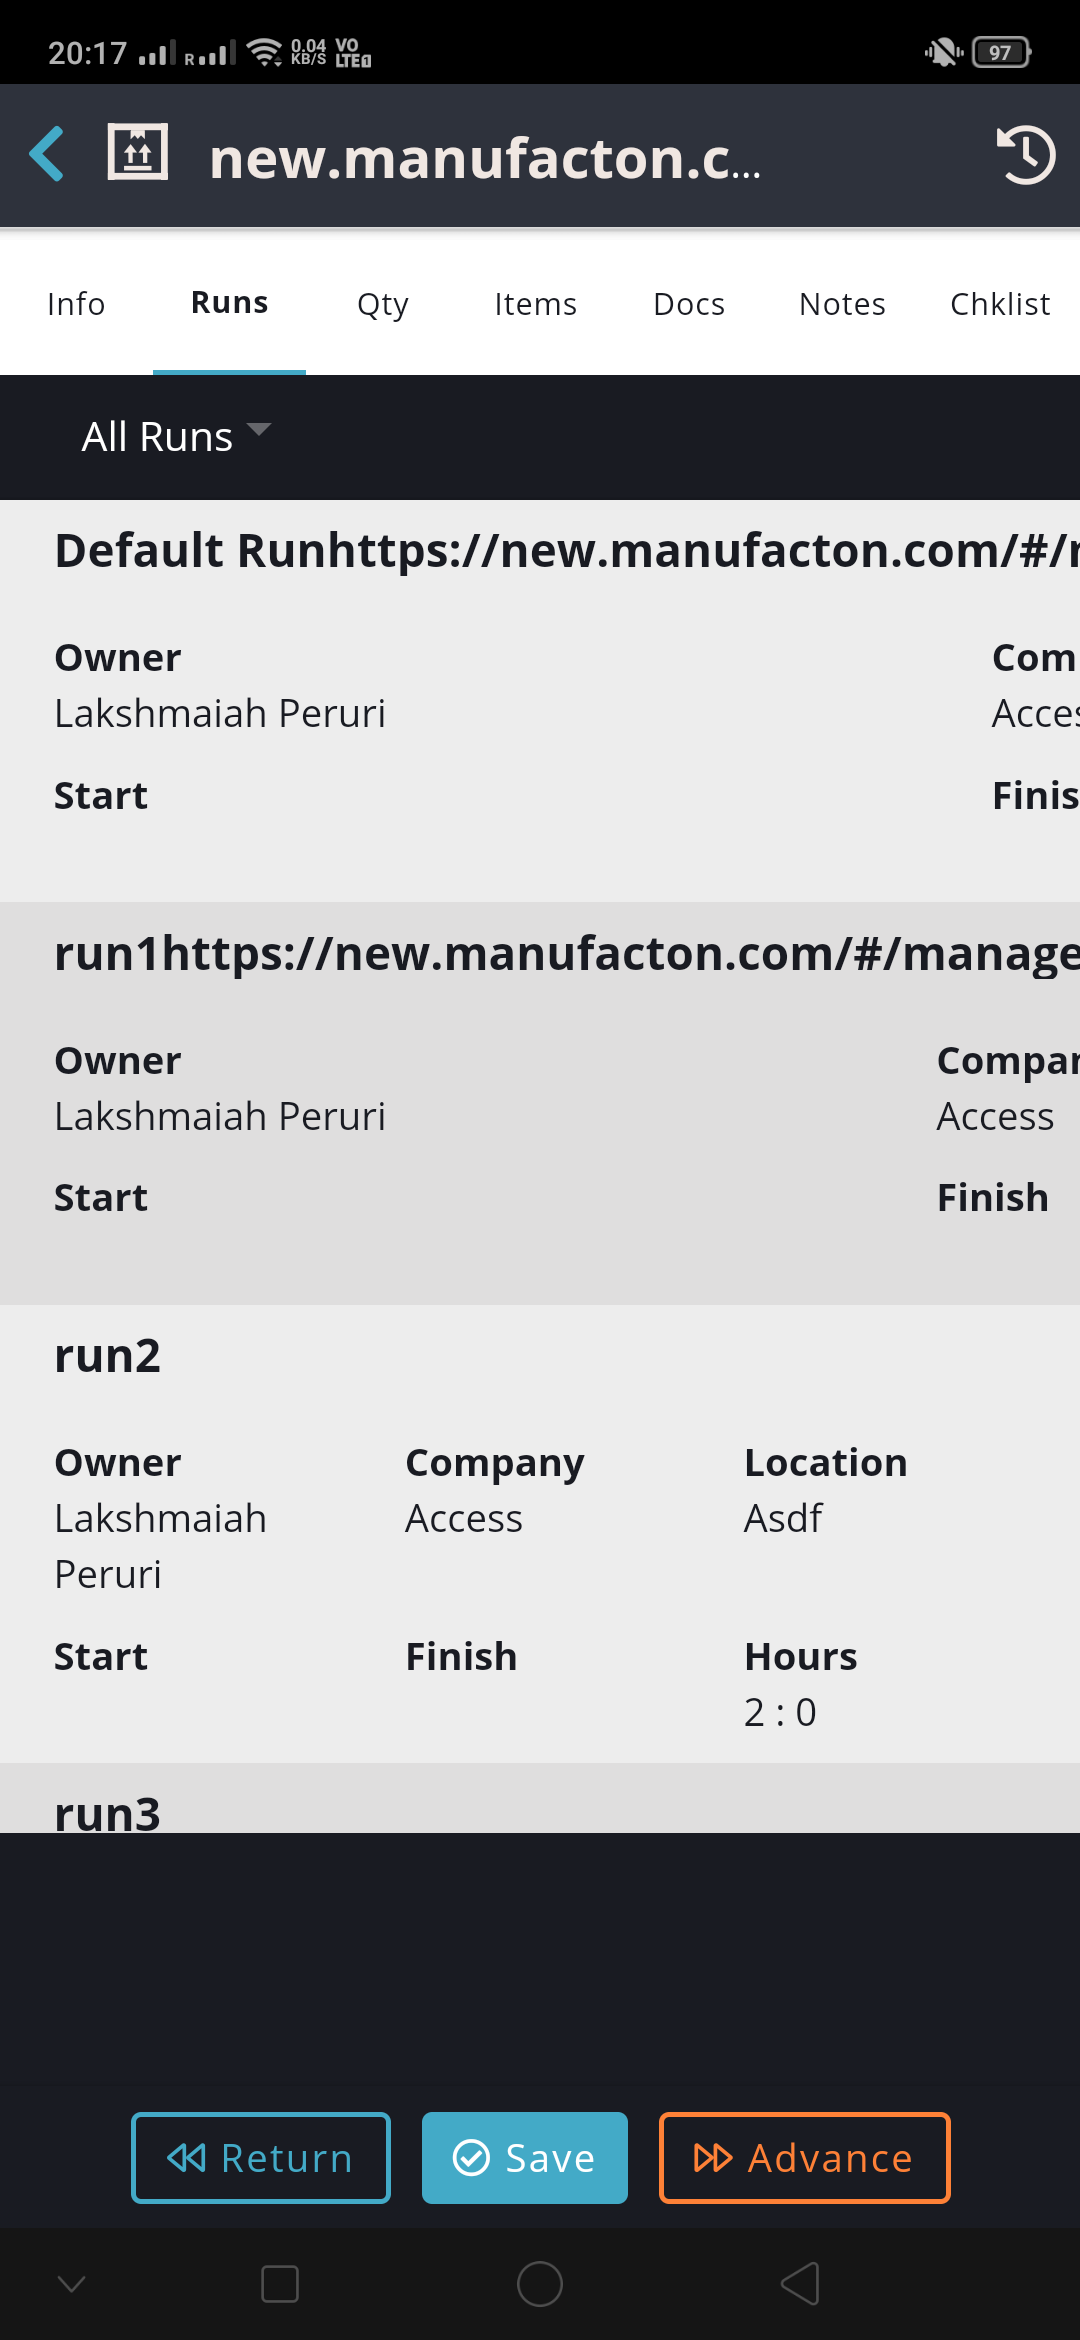 20:17 R 0.04 KB/S VO LTE 1 97
new.manufacton.c...
Info Runs Qty Items Docs Notes Chklist
All Runs
Default Runhttps://new.manufacton.com/#/
Owner Com
Lakshmaiah Peruri Acces
Start Finis
run1https://new.manufacton.com/#/manage
Owner Compan
Lakshmaiah Peruri Access
Start Finish
run2
Owner Company Location
Lakshmaiah Access Asdf
Peruri
Start Finish Hours
2 : 0
run3
Return Save Advance